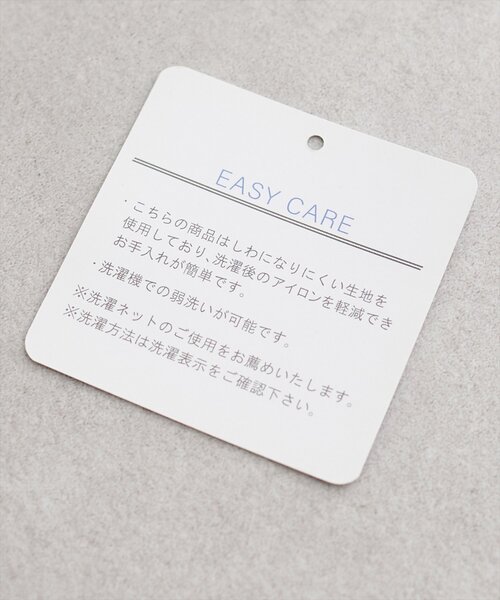 EASY CARE
・こちらの商品はしわになりにくい生地を
使用しており、洗濯後のアイロンを軽減でき
お手入れが簡単です。
・洗濯機での弱洗いが可能です。
※洗濯ネットのご使用をお薦めいたします。
※洗濯方法は洗濯表示をご確認下さい。